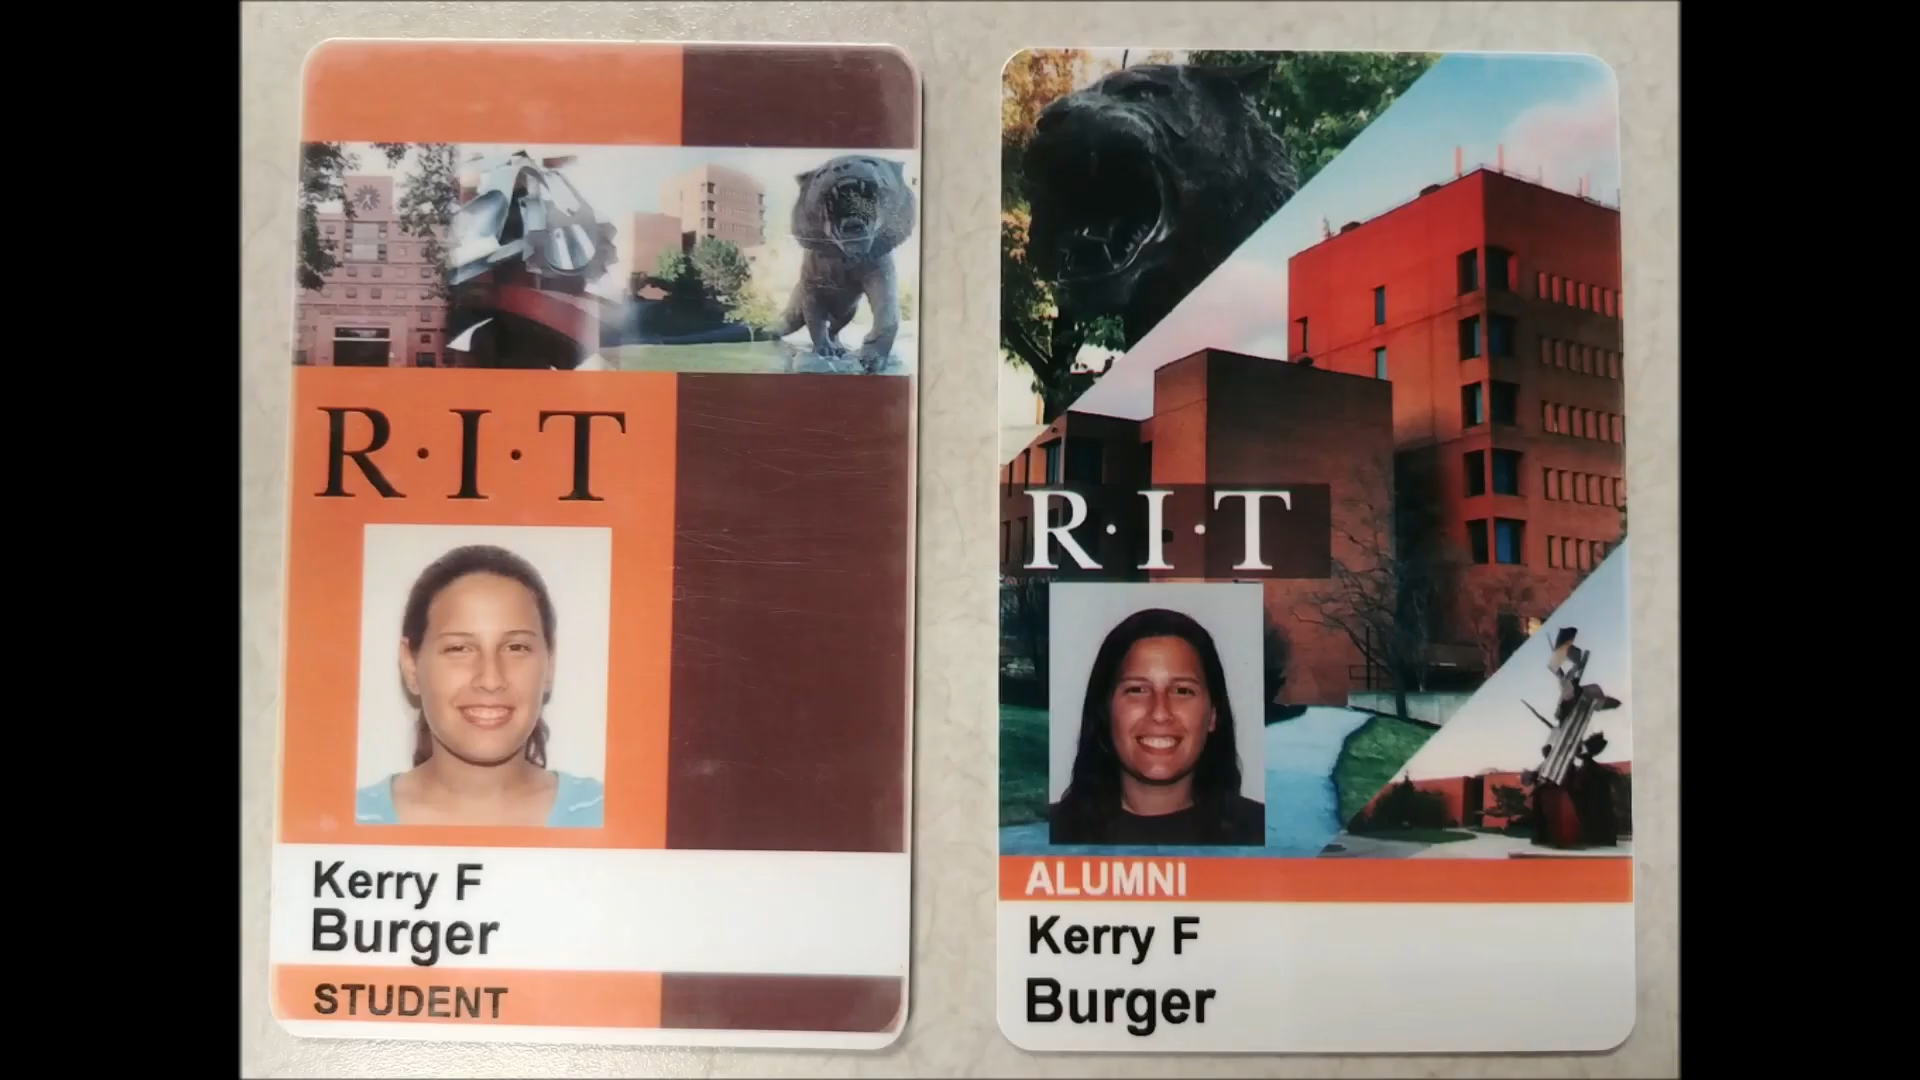 R·I·T
Kerry F
Burger
STUDENT
R·I·T
ALUMNI
Kerry F
Burger